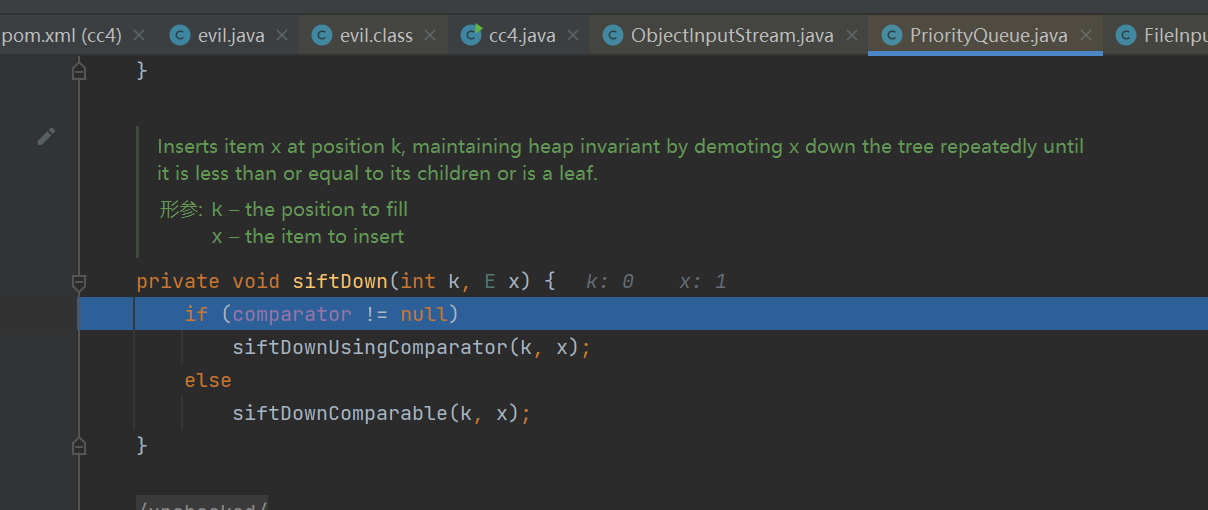 pom.xml (cc4) evil.java evil.class cc4.java ObjectInputStream.java PriorityQueue.java FileInpu
}
Inserts item x at position k, maintaining heap invariant by demoting x down the tree repeatedly until
it is less than or equal to its children or is a leaf.
形参: k – the position to fill
x – the item to insert
private void siftDown(int k, E x) { k: 0 x: 1
if (comparator != null)
siftDownUsingComparator(k, x);
else
siftDownComparable(k, x);
}